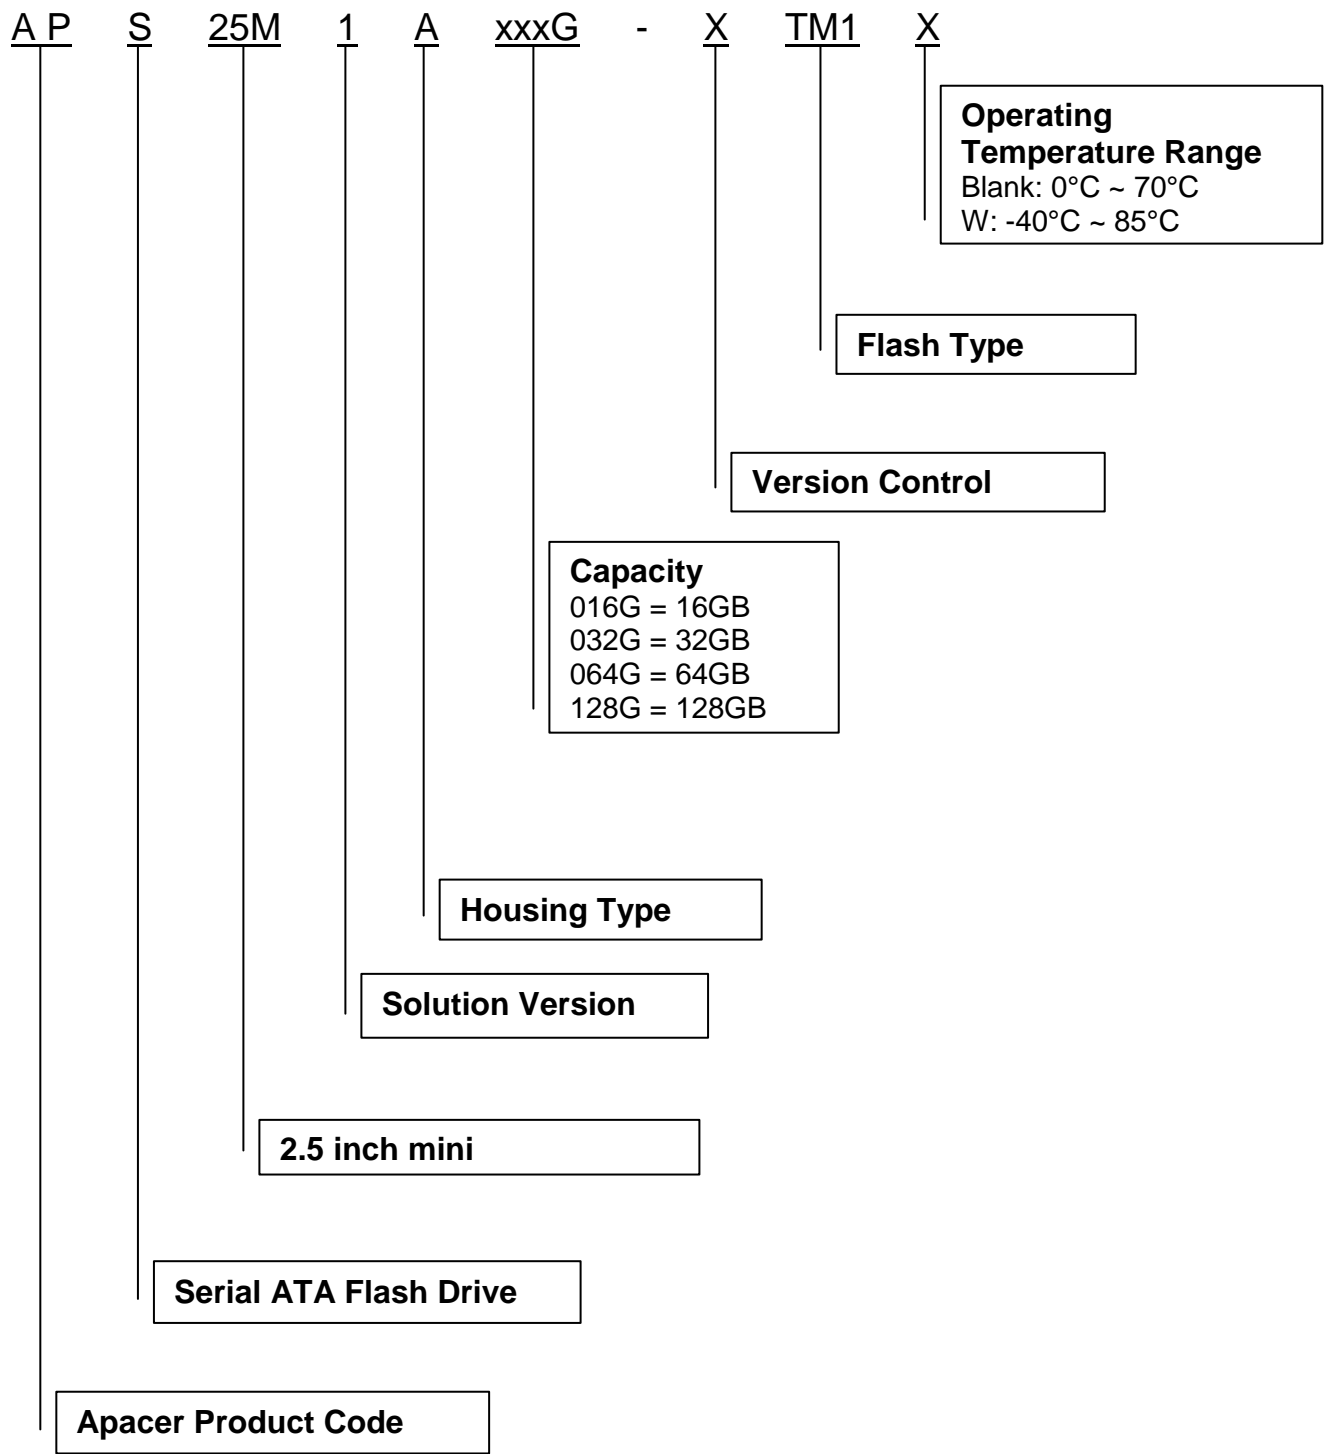 A P S 25M 1 A xxxG - X TM1 X
Operating
Temperature Range
Blank: 0°C ~ 70°C
W: -40°C ~ 85°C
Flash Type
Version Control
Capacity
016G = 16GB
032G = 32GB
064G = 64GB
128G = 128GB
Housing Type
Solution Version
2.5 inch mini
Serial ATA Flash Drive
Apacer Product Code